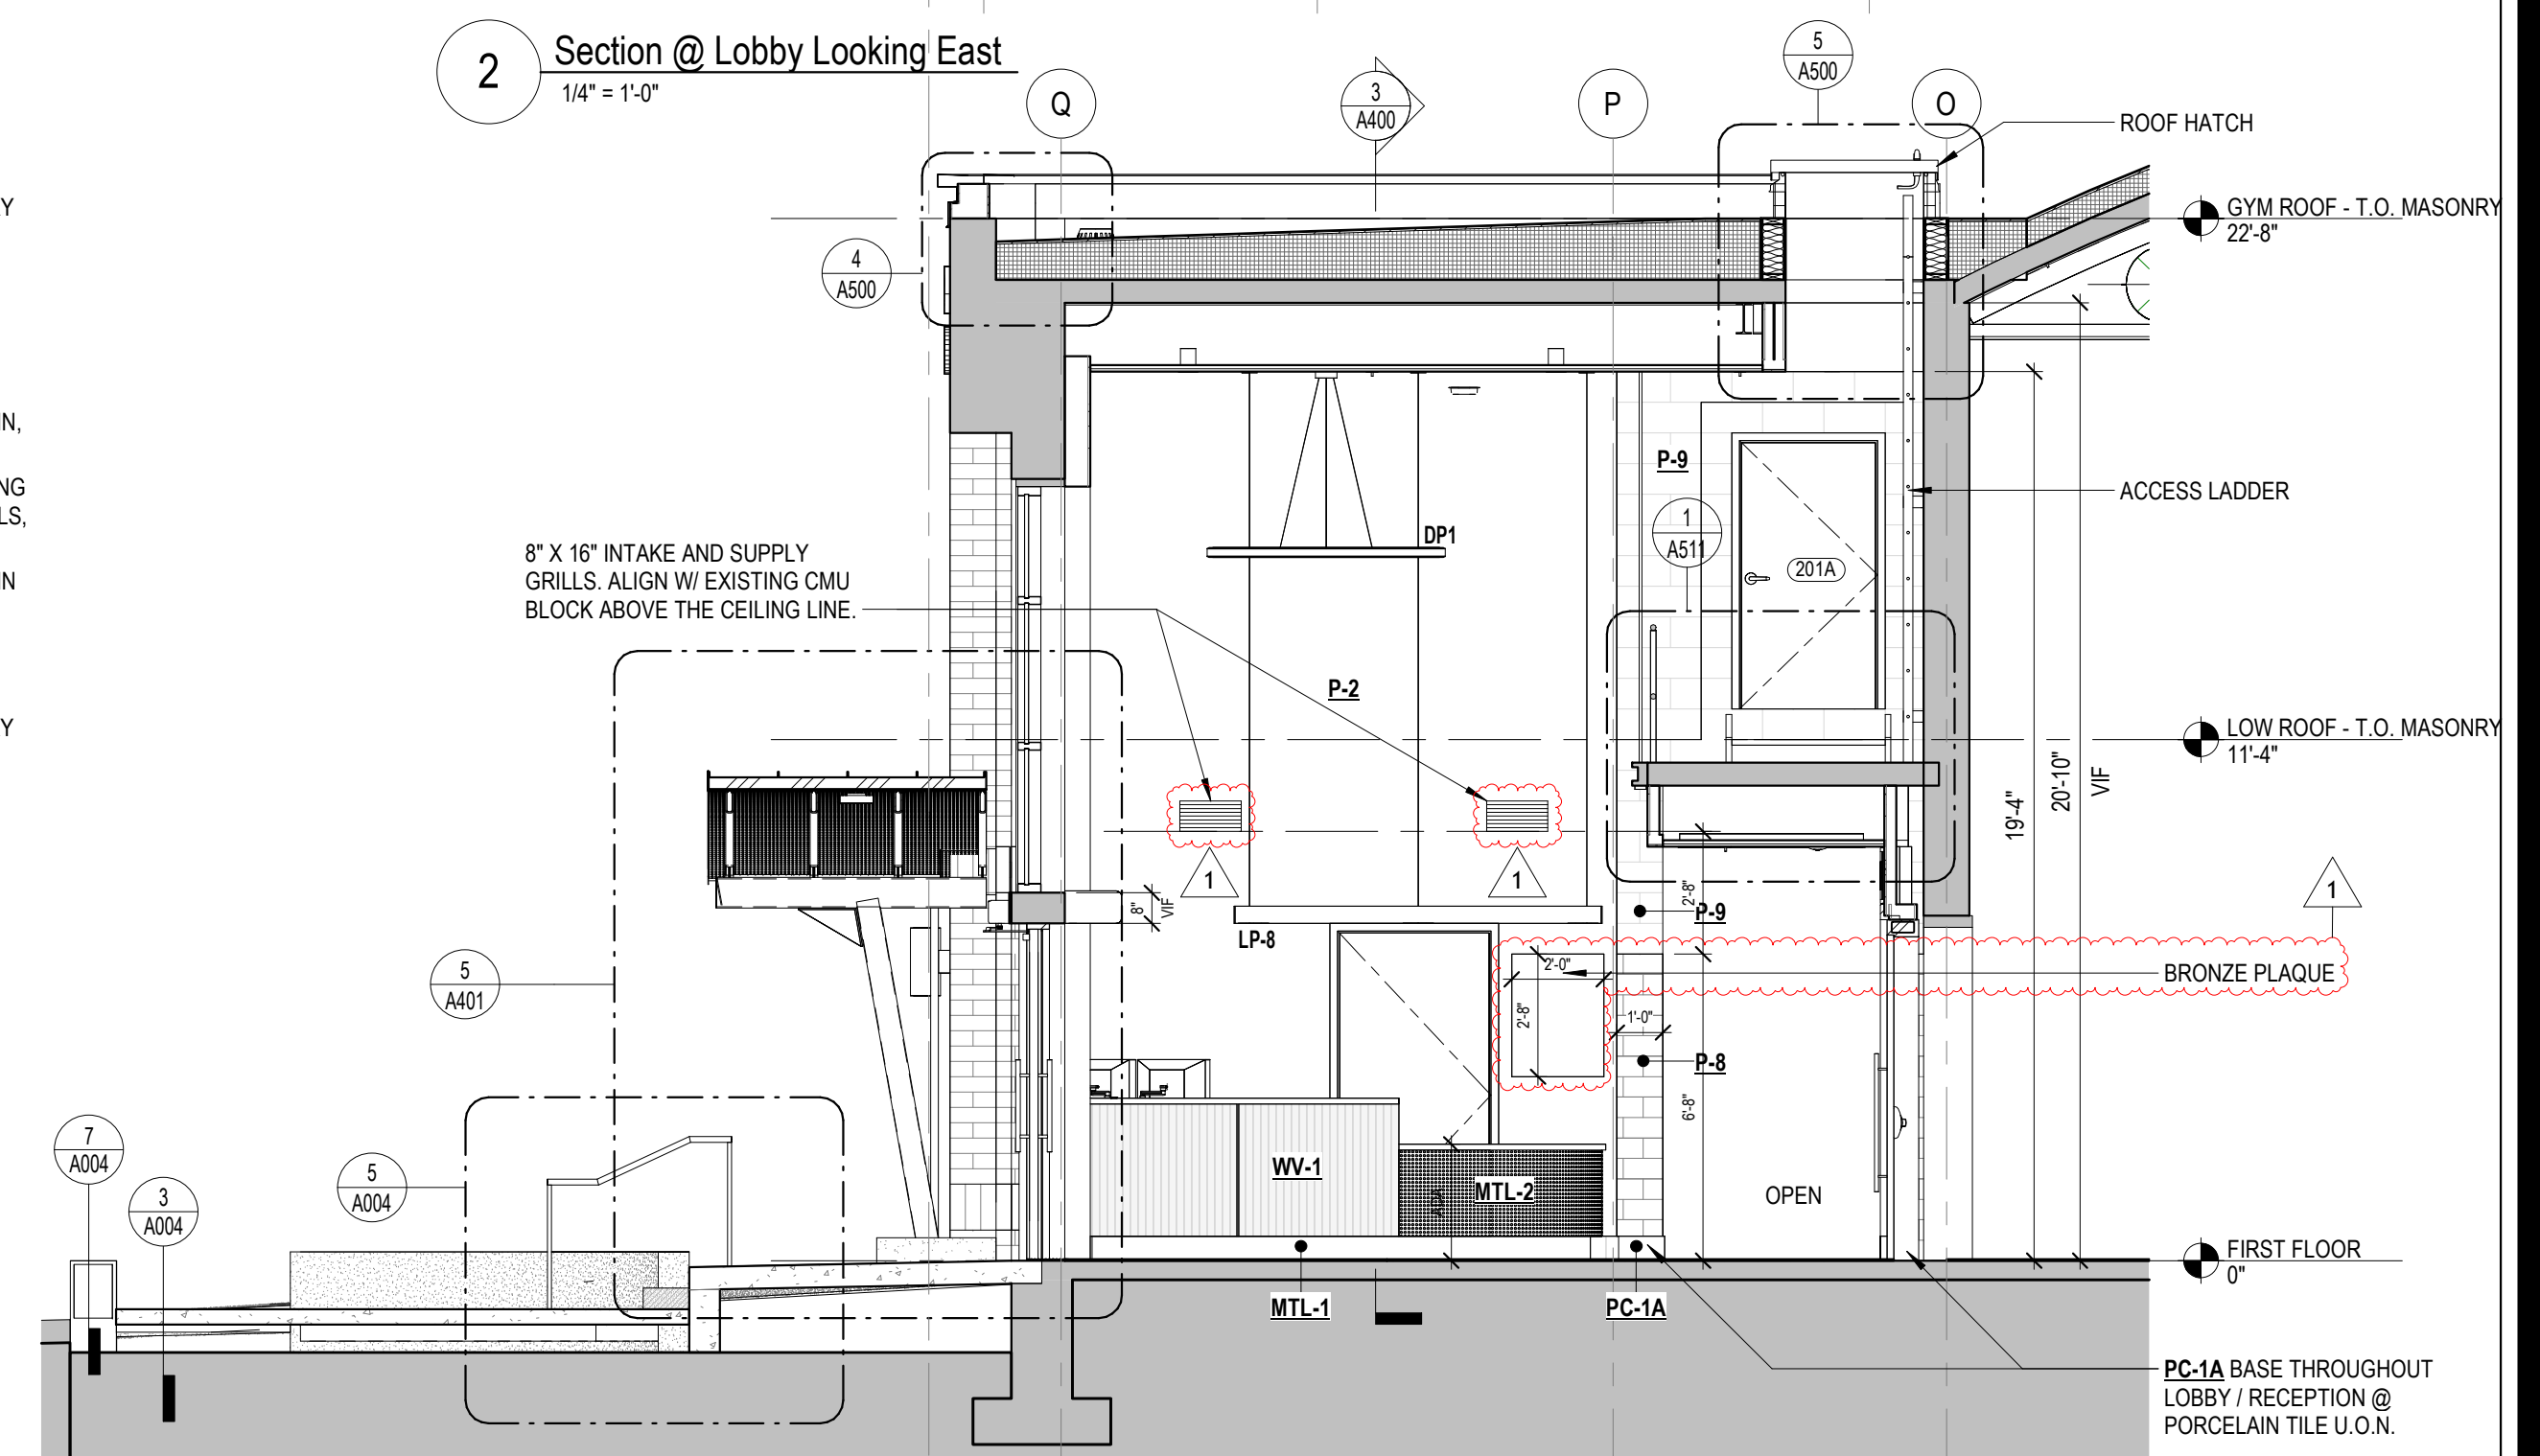 2
Section @ Lobby Looking East
1/4" = 1'-0"
Q
3
A400
P
5
A500
O
ROOF HATCH
GYM ROOF - T.O. MASONRY
22'-8"
4
A500
Y
IN,
NG
LS,
IN
Y
P-9
ACCESS LADDER
1
A511
DP1
201A
8" X 16" INTAKE AND SUPPLY
GRILLS. ALIGN W/ EXISTING CMU
BLOCK ABOVE THE CEILING LINE.
P-2
LOW ROOF - T.O. MASONRY
11'-4"
19'-4"
20'-10"
VIF
1
1
1
8"
VIF
2'-8"
P-9
LP-8
2'-0"
BRONZE PLAQUE
5
A401
2'-8"
1'-0"
P-8
6'-8"
7
A004
3
A004
5
A004
WV-1
MTL-2
ADA
OPEN
FIRST FLOOR
0"
MTL-1
PC-1A
PC-1A BASE THROUGHOUT
LOBBY / RECEPTION @
PORCELAIN TILE U.O.N.